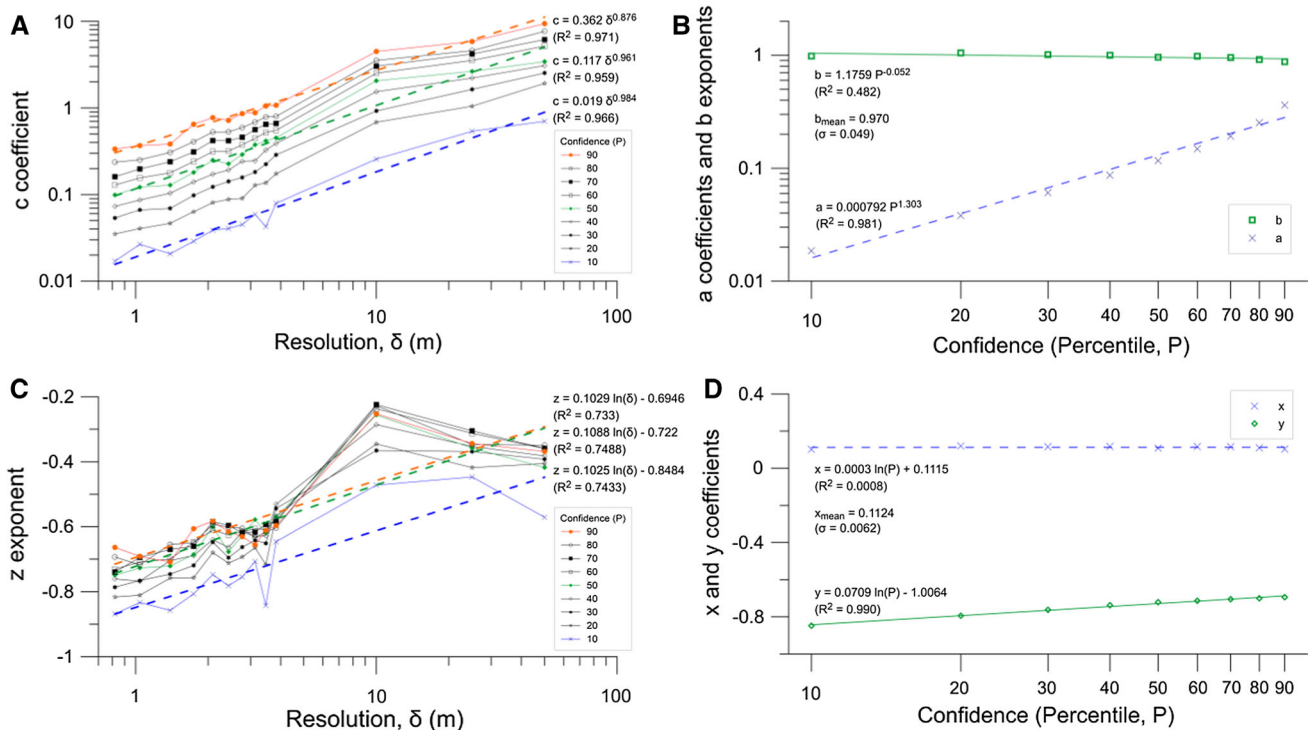 A
c coefficient
10
1
0.1
0.01
1
10
100
Resolution, δ (m)
c = 0.362 δ^0.876
(R² = 0.971)
c = 0.117 δ^0.961
(R² = 0.959)
c = 0.019 δ^0.984
(R² = 0.966)
Confidence (P)
90
80
70
60
50
40
30
20
10
B
a coefficients and b exponents
1
0.1
0.01
b = 1.1759 P^-0.052
(R² = 0.482)
b_mean = 0.970
(σ = 0.049)
a = 0.000792 P^1.303
(R² = 0.981)
b
a
10
20
30
40
50
60
70
80
90
Confidence (Percentile, P)
C
z exponent
-0.2
-0.4
-0.6
-0.8
-1
1
10
100
Resolution, δ (m)
z = 0.1029 ln(δ) - 0.6946
(R² = 0.733)
z = 0.1088 ln(δ) - 0.722
(R² = 0.7488)
z = 0.1025 ln(δ) - 0.8484
(R² = 0.7433)
Confidence (P)
90
80
70
60
50
40
30
20
10
D
x and y coefficients
0.4
0
-0.4
-0.8
x
y
x = 0.0003 ln(P) + 0.1115
(R² = 0.0008)
x_mean = 0.1124
(σ = 0.0062)
y = 0.0709 ln(P) - 1.0064
(R² = 0.990)
10
20
30
40
50
60
70
80
90
Confidence (Percentile, P)